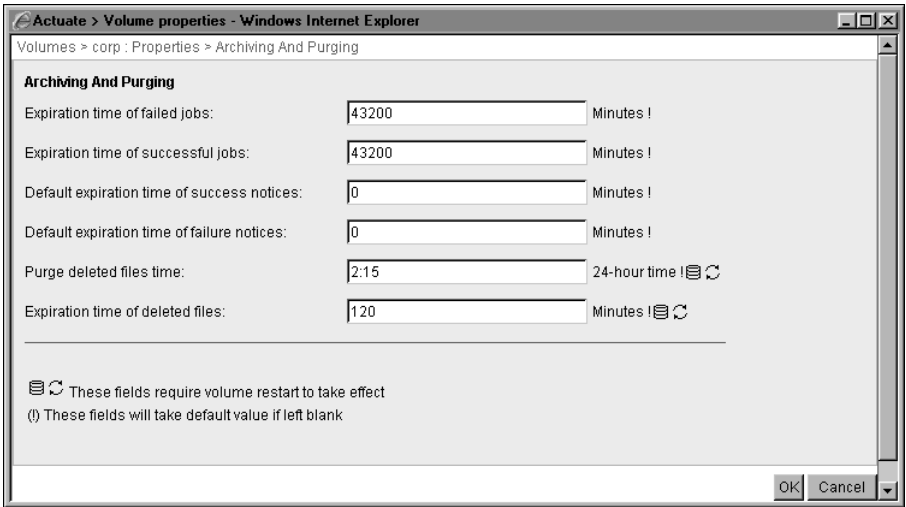 Actuate > Volume properties - Windows Internet Explorer
Volumes > corp : Properties > Archiving And Purging
Archiving And Purging
Expiration time of failed jobs: 43200 Minutes !
Expiration time of successful jobs: 43200 Minutes !
Default expiration time of success notices: 0 Minutes !
Default expiration time of failure notices: 0 Minutes !
Purge deleted files time: 2:15 24-hour time !
Expiration time of deleted files: 120 Minutes !
These fields require volume restart to take effect
(!) These fields will take default value if left blank
OK Cancel